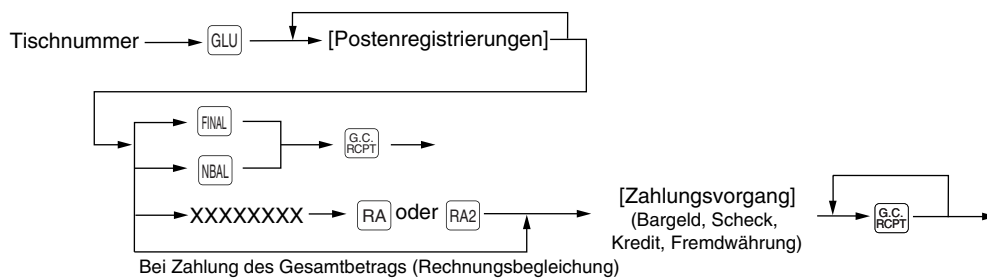 Tischnummer GLU [Postenregistrierungen]
FINAL
G.C. RCPT
NBAL
[Zahlungsvorgang]
XXXXXXXX RA oder RA2
(Bargeld, Scheck,
Kredit, Fremdwährung)
G.C. RCPT
Bei Zahlung des Gesamtbetrags (Rechnungsbegleichung)